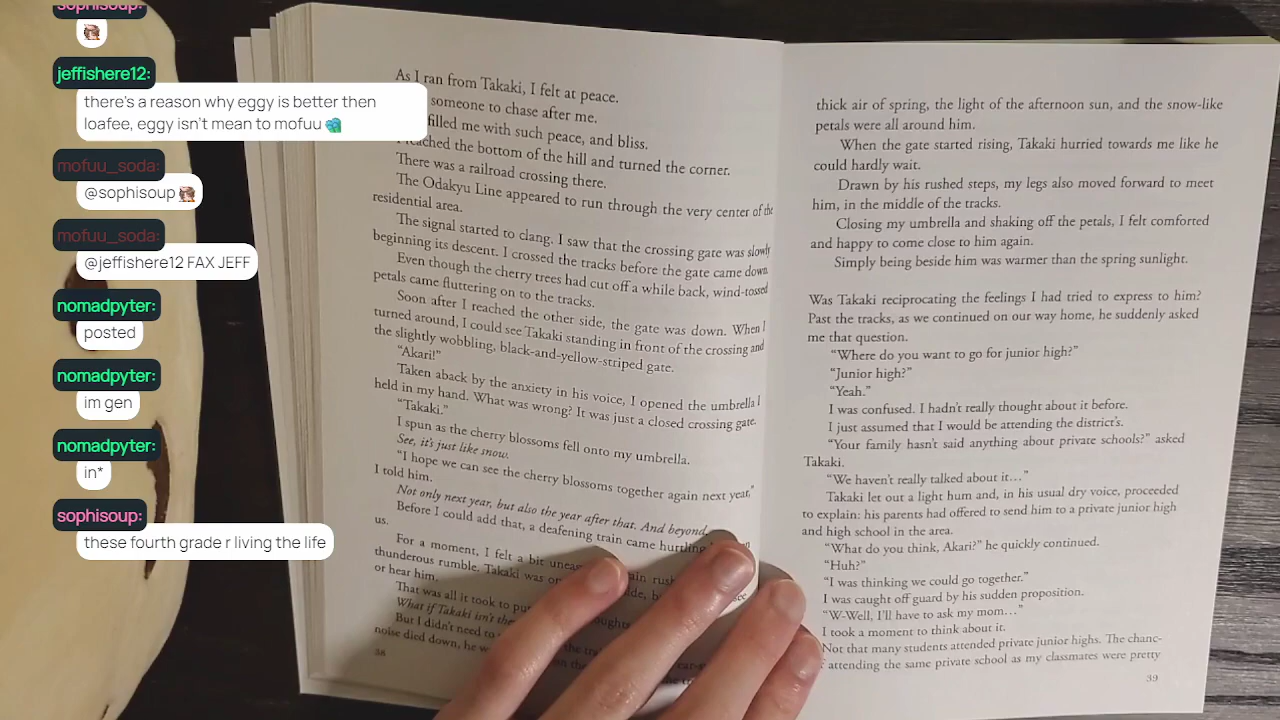 sophisoup:
jeffishere12:
there's a reason why eggy is better then
loafee, eggy isn't mean to mofuu
mofuu_soda:
@sophisoup
mofuu_soda:
@jeffishere12 FAX JEFF
nomadpyter:
posted
nomadpyter:
im gen
nomadpyter:
in*
sophisoup:
these fourth grade r living the life
As I ran from Takaki, I felt at peace.
someone to chase after me.
filled me with such peace, and bliss.
reached the bottom of the hill and turned the corner.
There was a railroad crossing there.
The Odakyu Line appeared to run through the very center of the
residential area.
The signal started to clang. I saw that the crossing gate was slowly
beginning its descent. I crossed the tracks before the gate came down.
Even though the cherry trees had cut off a while back, wind-tossed
petals came fluttering on to the tracks.
Soon after I reached the other side, the gate was down. When I
turned around, I could see Takaki standing in front of the crossing and
the slightly wobbling, black-and-yellow-striped gate.
"Akari!"
Taken aback by the anxiety in his voice, I opened the umbrella I
held in my hand. What was wrong? It was just a closed crossing gate.
"Takaki."
I spun as the cherry blossoms fell onto my umbrella.
See, it's just like snow.
"I hope we can see the cherry blossoms together again next year,"
I told him.
Not only next year, but also the year after that. And beyond.
Before I could add that, a deafening train came hurtling
us.
For a moment, I felt a bit
thunderous rumble. Takaki was
or hear him.
That was all it took to
What if Takaki isn't
But I didn't need to
noise died down, he
38
thick air of spring, the light of the afternoon sun, and the snow-like
petals were all around him.
When the gate started rising, Takaki hurried towards me like he
could hardly wait.
Drawn by his rushed steps, my legs also moved forward to meet
him, in the middle of the tracks.
Closing my umbrella and shaking off the petals, I felt comforted
and happy to come close to him again.
Simply being beside him was warmer than the spring sunlight.
Was Takaki reciprocating the feelings I had tried to express to him?
Past the tracks, as we continued on our way home, he suddenly asked
me that question.
"Where do you want to go for junior high?"
"Junior high?"
"Yeah."
I was confused. I hadn't really thought about it before.
I just assumed that I would be attending the district's.
"Your family hasn't said anything about private schools?" asked
Takaki.
"We haven't really talked about it…"
Takaki let out a light hum and, in his usual dry voice, proceeded
to explain: his parents had offered to send him to a private junior high
and high school in the area.
"What do you think, Akari?" he quickly continued.
"Huh?"
"I was thinking we could go together."
I was caught off guard by his sudden proposition.
"W-Well, I'll have to ask my mom…"
I took a moment to think about it.
Not that many students attended private junior highs. The chanc-
attending the same private school as my classmates were pretty
39